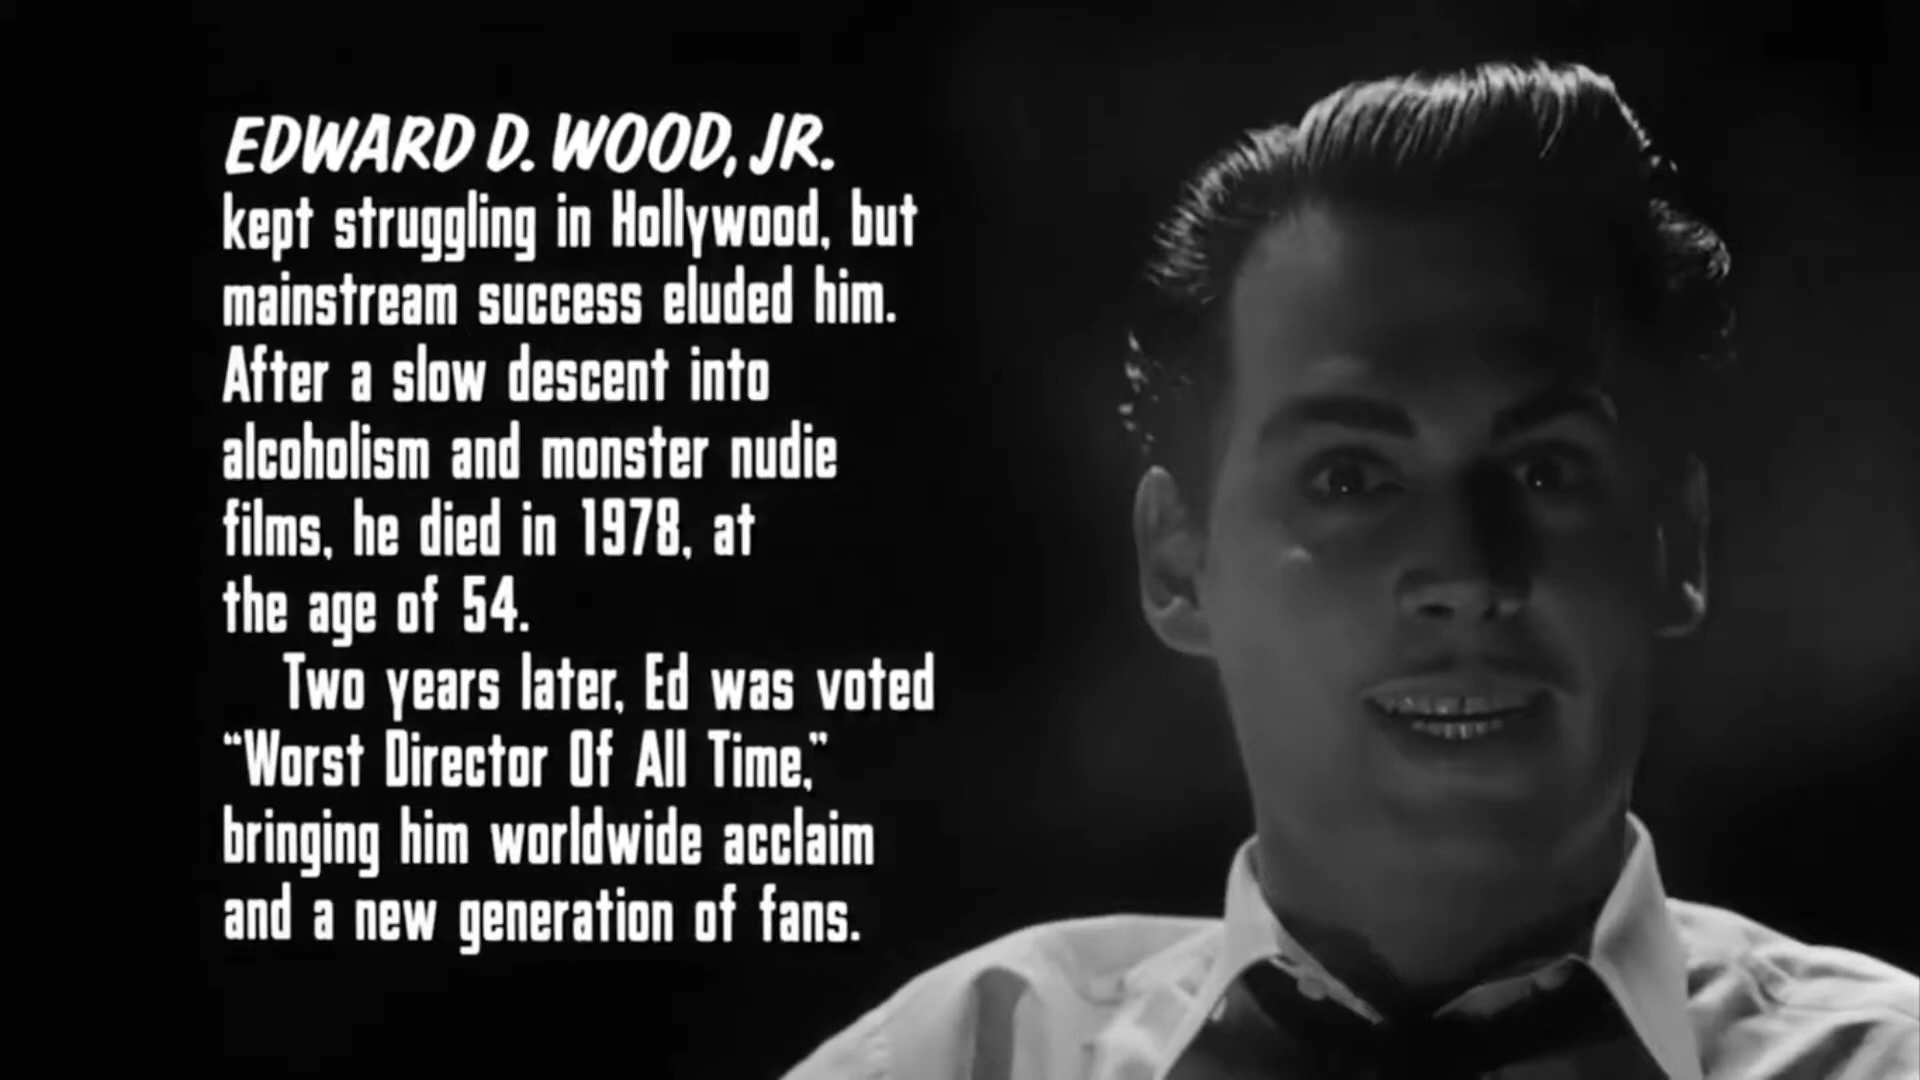 EDWARD D. WOOD, JR.
kept struggling in Hollywood, but
mainstream success eluded him.
After a slow descent into
alcoholism and monster nudie
films, he died in 1978, at
the age of 54.
Two years later, Ed was voted
“Worst Director Of All Time,”
bringing him worldwide acclaim
and a new generation of fans.